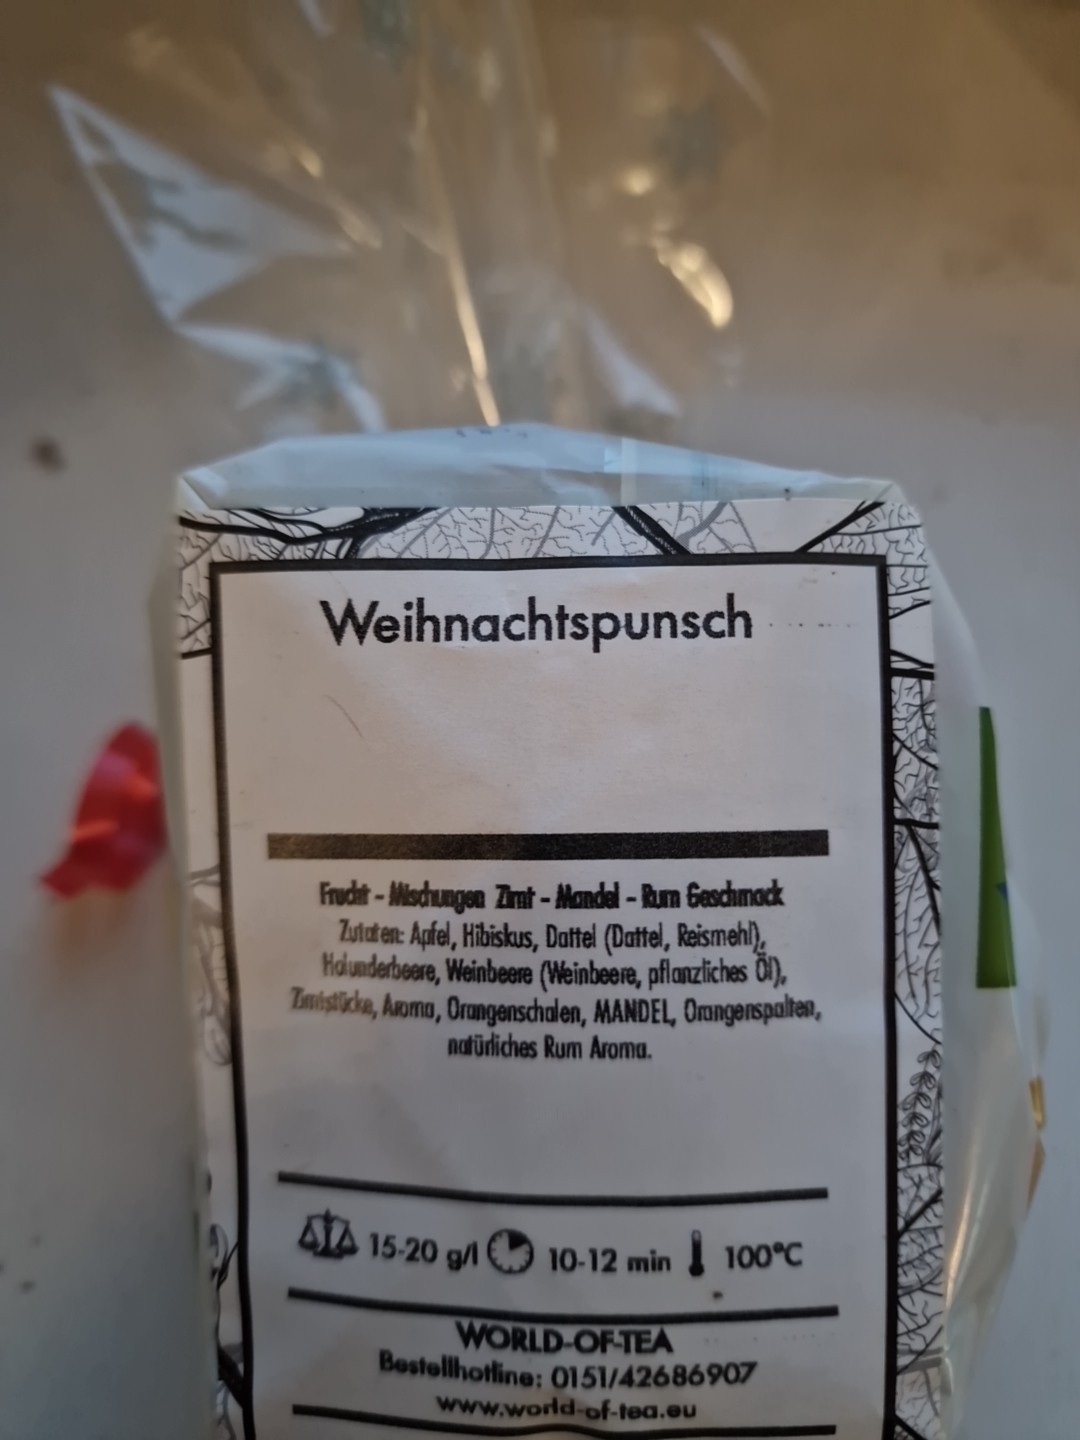 Weihnachtspunsch
Frucht - Mischungen Zimt - Mandel - Rum Geschmack
Zutaten: Apfel, Hibiskus, Dattel (Dattel, Reismehl),
Holunderbeere, Weinbeere (Weinbeere, pflanzliches Öl),
Zimtstücke, Aroma, Orangenschalen, MANDEL, Orangenspalten,
natürliches Rum Aroma.
15-20 g/l 10-12 min 100°C
WORLD-OF-TEA
Bestellhotline: 0151/42686907
www.world-of-tea.eu